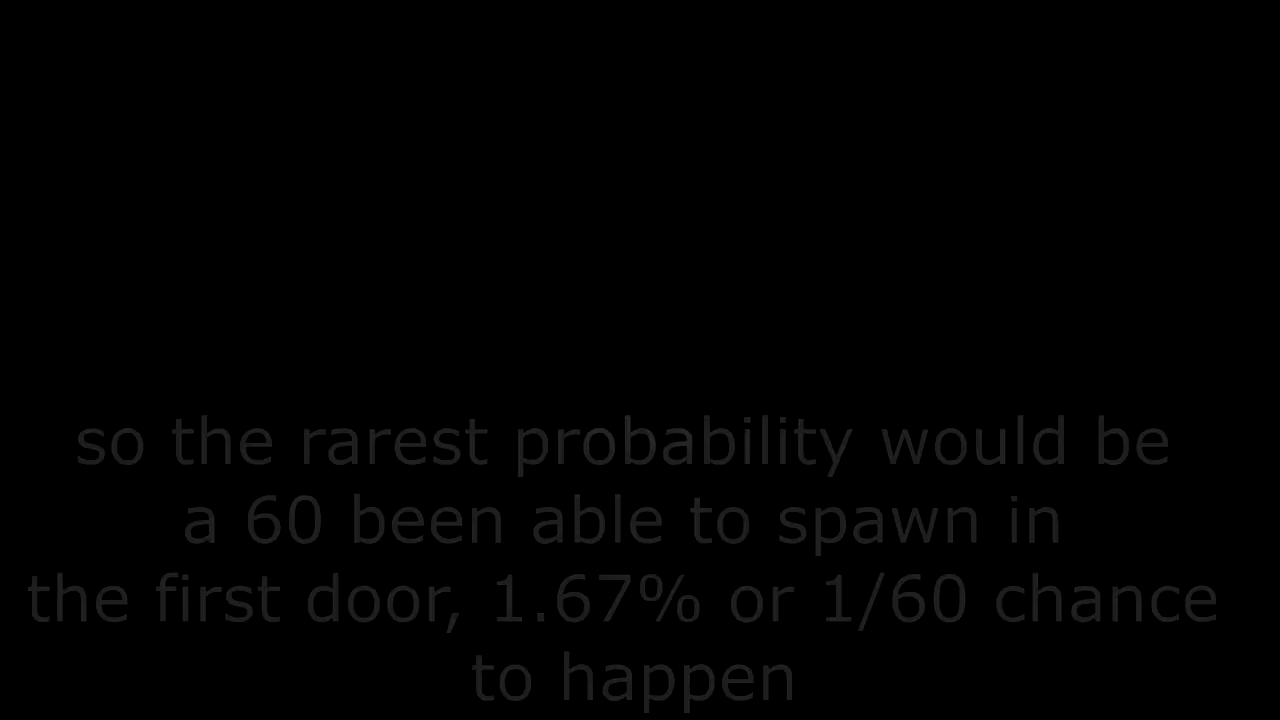 so the rarest probability would be
a 60 been able to spawn in
the first door, 1.67% or 1/60 chance
to happen